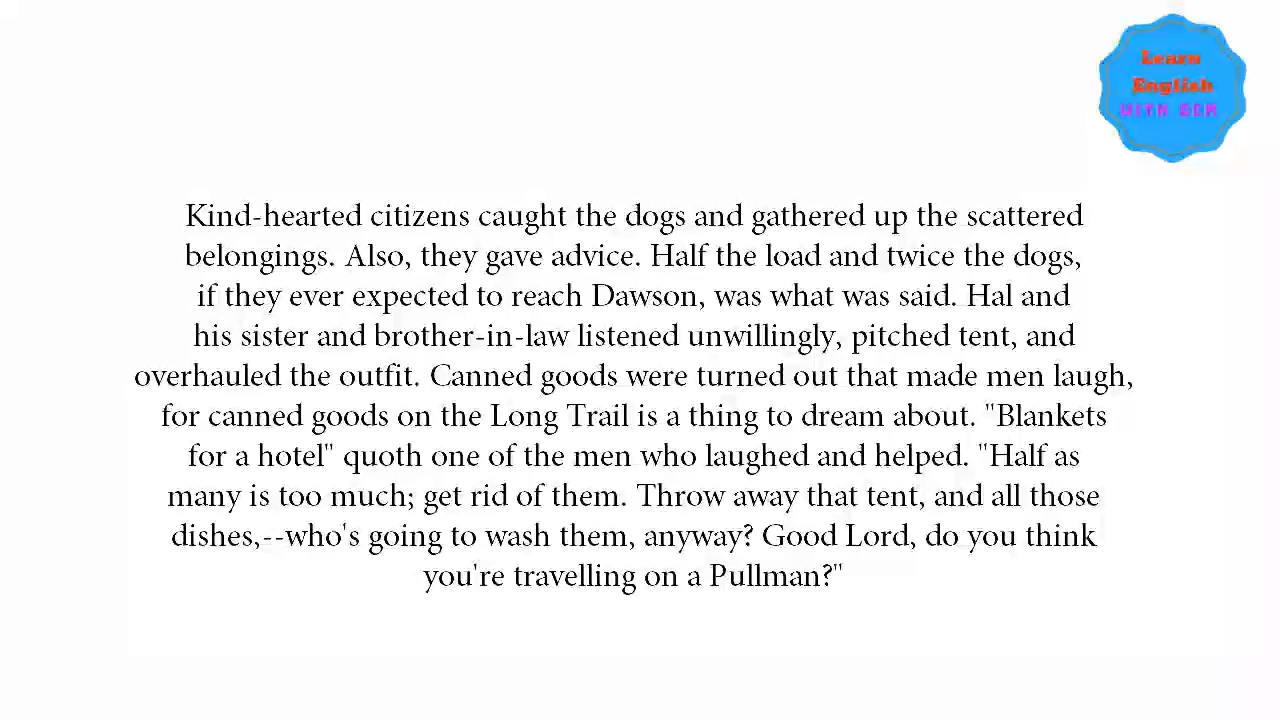 Learn
English
WITH GEM
Kind-hearted citizens caught the dogs and gathered up the scattered
belongings. Also, they gave advice. Half the load and twice the dogs,
if they ever expected to reach Dawson, was what was said. Hal and
his sister and brother-in-law listened unwillingly, pitched tent, and
overhauled the outfit. Canned goods were turned out that made men laugh,
for canned goods on the Long Trail is a thing to dream about. "Blankets
for a hotel" quoth one of the men who laughed and helped. "Half as
many is too much; get rid of them. Throw away that tent, and all those
dishes,--who's going to wash them, anyway? Good Lord, do you think
you're travelling on a Pullman?"